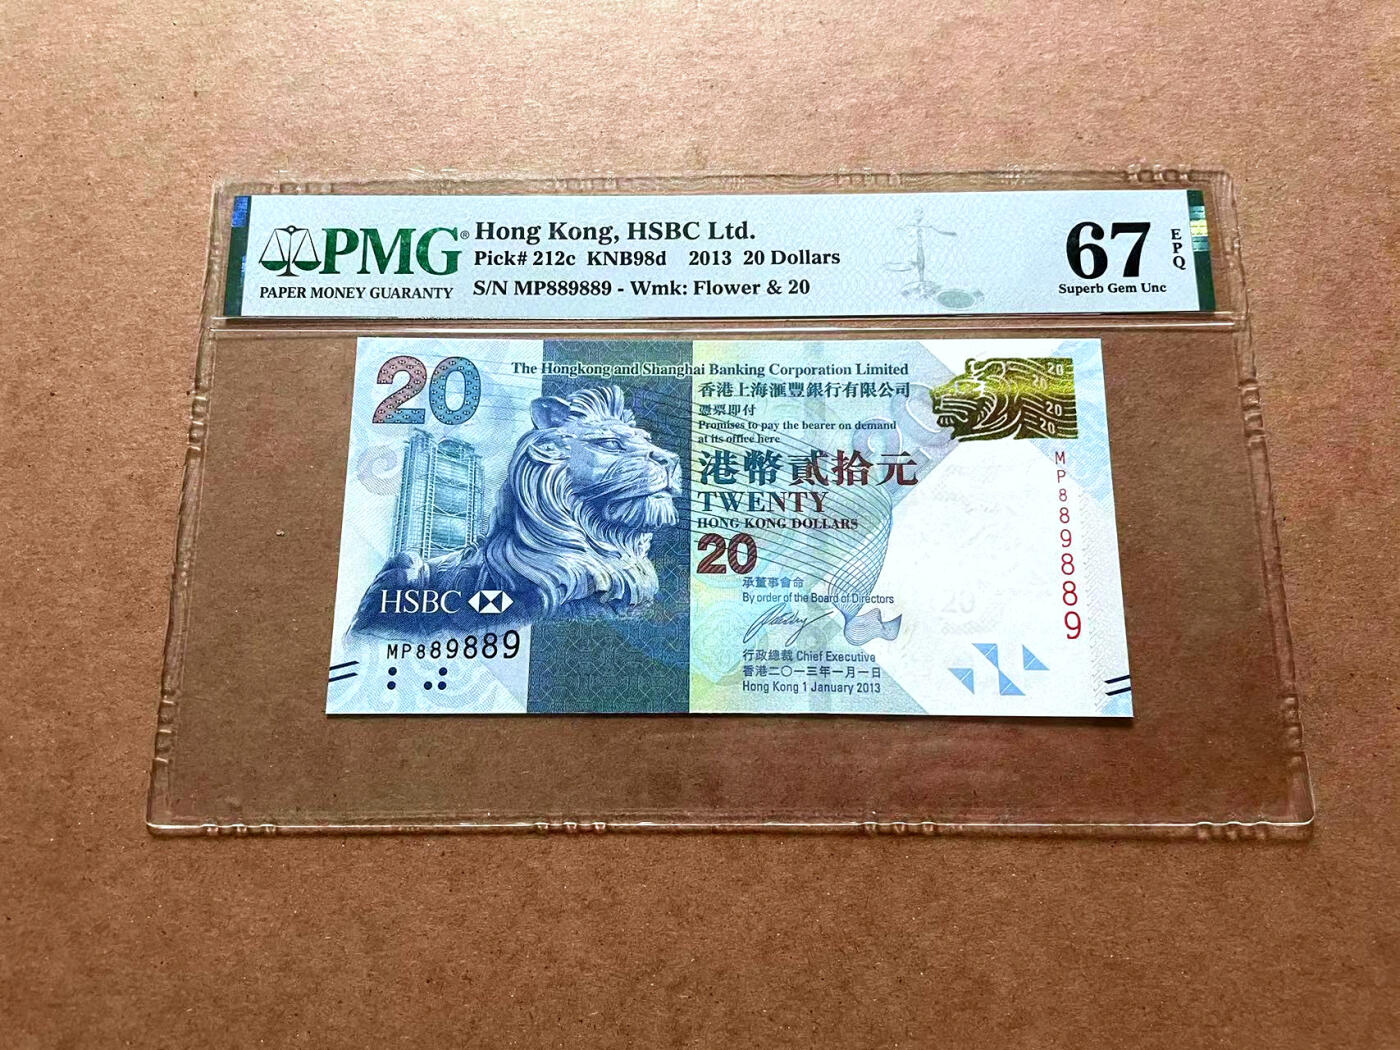 PMG®
PAPER MONEY GUARANTY
Hong Kong, HSBC Ltd.
Pick# 212c KNB98d 2013 20 Dollars
S/N MP889889 - Wmk: Flower & 20
67
EPQ
Superb Gem Unc
20
The Hongkong and Shanghai Banking Corporation Limited
香港上海滙豐銀行有限公司
憑票即付
Promises to pay the bearer on demand
at its office here
港幣貳拾元
TWENTY
HONG KONG DOLLARS
20
承董事會命
By order of the Board of Directors
行政總裁 Chief Executive
香港二〇一三年一月一日
Hong Kong 1 January 2013
HSBC
MP889889
20
20
20
20
MP889889
20